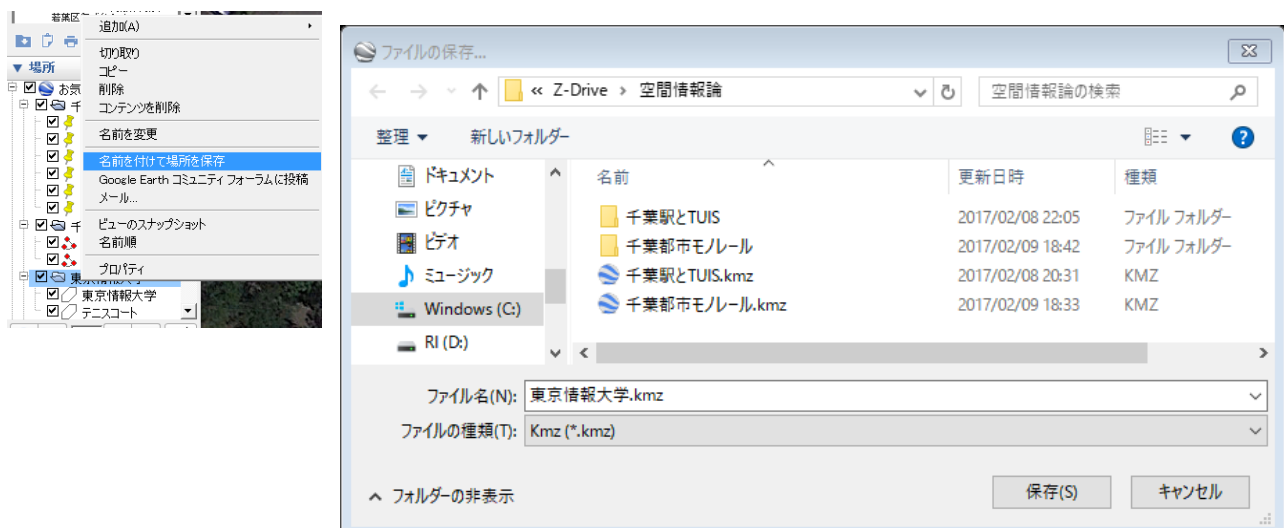 若葉区
追加(A)
切り取り
コピー
削除
コンテンツを削除
名前を変更
名前を付けて場所を保存
Google Earth コミュニティ フォーラムに投稿
メール...
ビューのスナップショット
名前順
プロパティ
▼ 場所
お気
千
千
東京情報大学
東京情報大学
テニスコート
ファイルの保存...
« Z-Drive › 空間情報論
空間情報論の検索
整理 ▼ 新しいフォルダー
ドキュメント
ピクチャ
ビデオ
ミュージック
Windows (C:)
RI (D:)
名前 更新日時 種類
千葉駅とTUIS 2017/02/08 22:05 ファイル フォルダー
千葉都市モノレール 2017/02/09 18:42 ファイル フォルダー
千葉駅とTUIS.kmz 2017/02/08 20:31 KMZ
千葉都市モノレール.kmz 2017/02/09 18:33 KMZ
ファイル名(N): 東京情報大学.kmz
ファイルの種類(T): Kmz (*.kmz)
フォルダーの非表示
保存(S) キャンセル